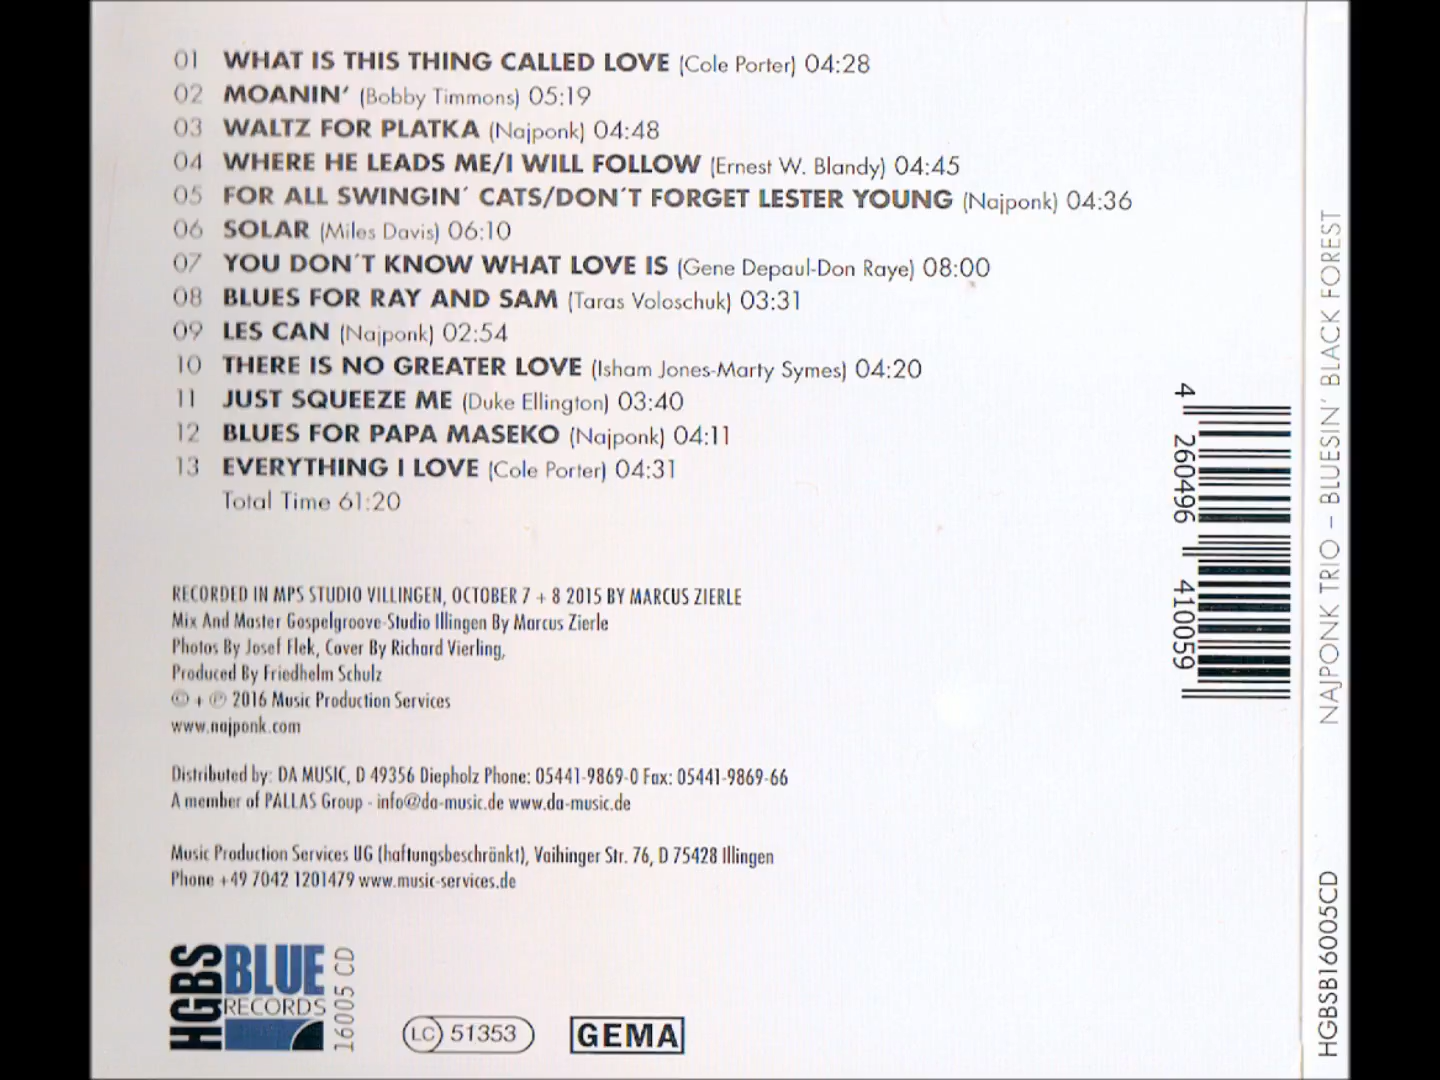 01 WHAT IS THIS THING CALLED LOVE (Cole Porter) 04:28
02 MOANIN' (Bobby Timmons) 05:19
03 WALTZ FOR PLATKA (Najponk) 04:48
04 WHERE HE LEADS ME/I WILL FOLLOW (Ernest W. Blandy) 04:45
05 FOR ALL SWINGIN´ CATS/DON´T FORGET LESTER YOUNG (Najponk) 04:36
06 SOLAR (Miles Davis) 06:10
07 YOU DON´T KNOW WHAT LOVE IS (Gene Depaul-Don Raye) 08:00
08 BLUES FOR RAY AND SAM (Taras Voloschuk) 03:31
09 LES CAN (Najponk) 02:54
10 THERE IS NO GREATER LOVE (Isham Jones-Marty Symes) 04:20
11 JUST SQUEEZE ME (Duke Ellington) 03:40
12 BLUES FOR PAPA MASEKO (Najponk) 04:11
13 EVERYTHING I LOVE (Cole Porter) 04:31
Total Time 61:20
RECORDED IN MPS STUDIO VILLINGEN, OCTOBER 7 + 8 2015 BY MARCUS ZIERLE
Mix And Master Gospelgroove-Studio Illingen By Marcus Zierle
Photos By Josef Flek, Cover By Richard Vierling,
Produced By Friedhelm Schulz
© + ℗ 2016 Music Production Services
www.najponk.com
Distributed by: DA MUSIC, D 49356 Diepholz Phone: 05441-9869-0 Fax: 05441-9869-66
A member of PALLAS Group - info@da-music.de www.da-music.de
Music Production Services UG (haftungsbeschränkt), Vaihinger Str. 76, D 75428 Illingen
Phone +49 7042 1201479 www.music-services.de
HGBS BLUE RECORDS 16005 CD
LC 51353
GEMA
4 260496 410059
NAJPONK TRIO – BLUESIN' BLACK FOREST
HGBSB16005CD